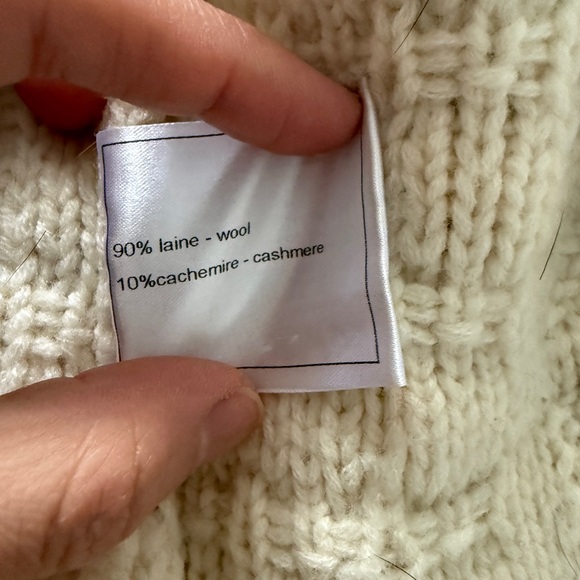 90% laine - wool
10%cachemire - cashmere